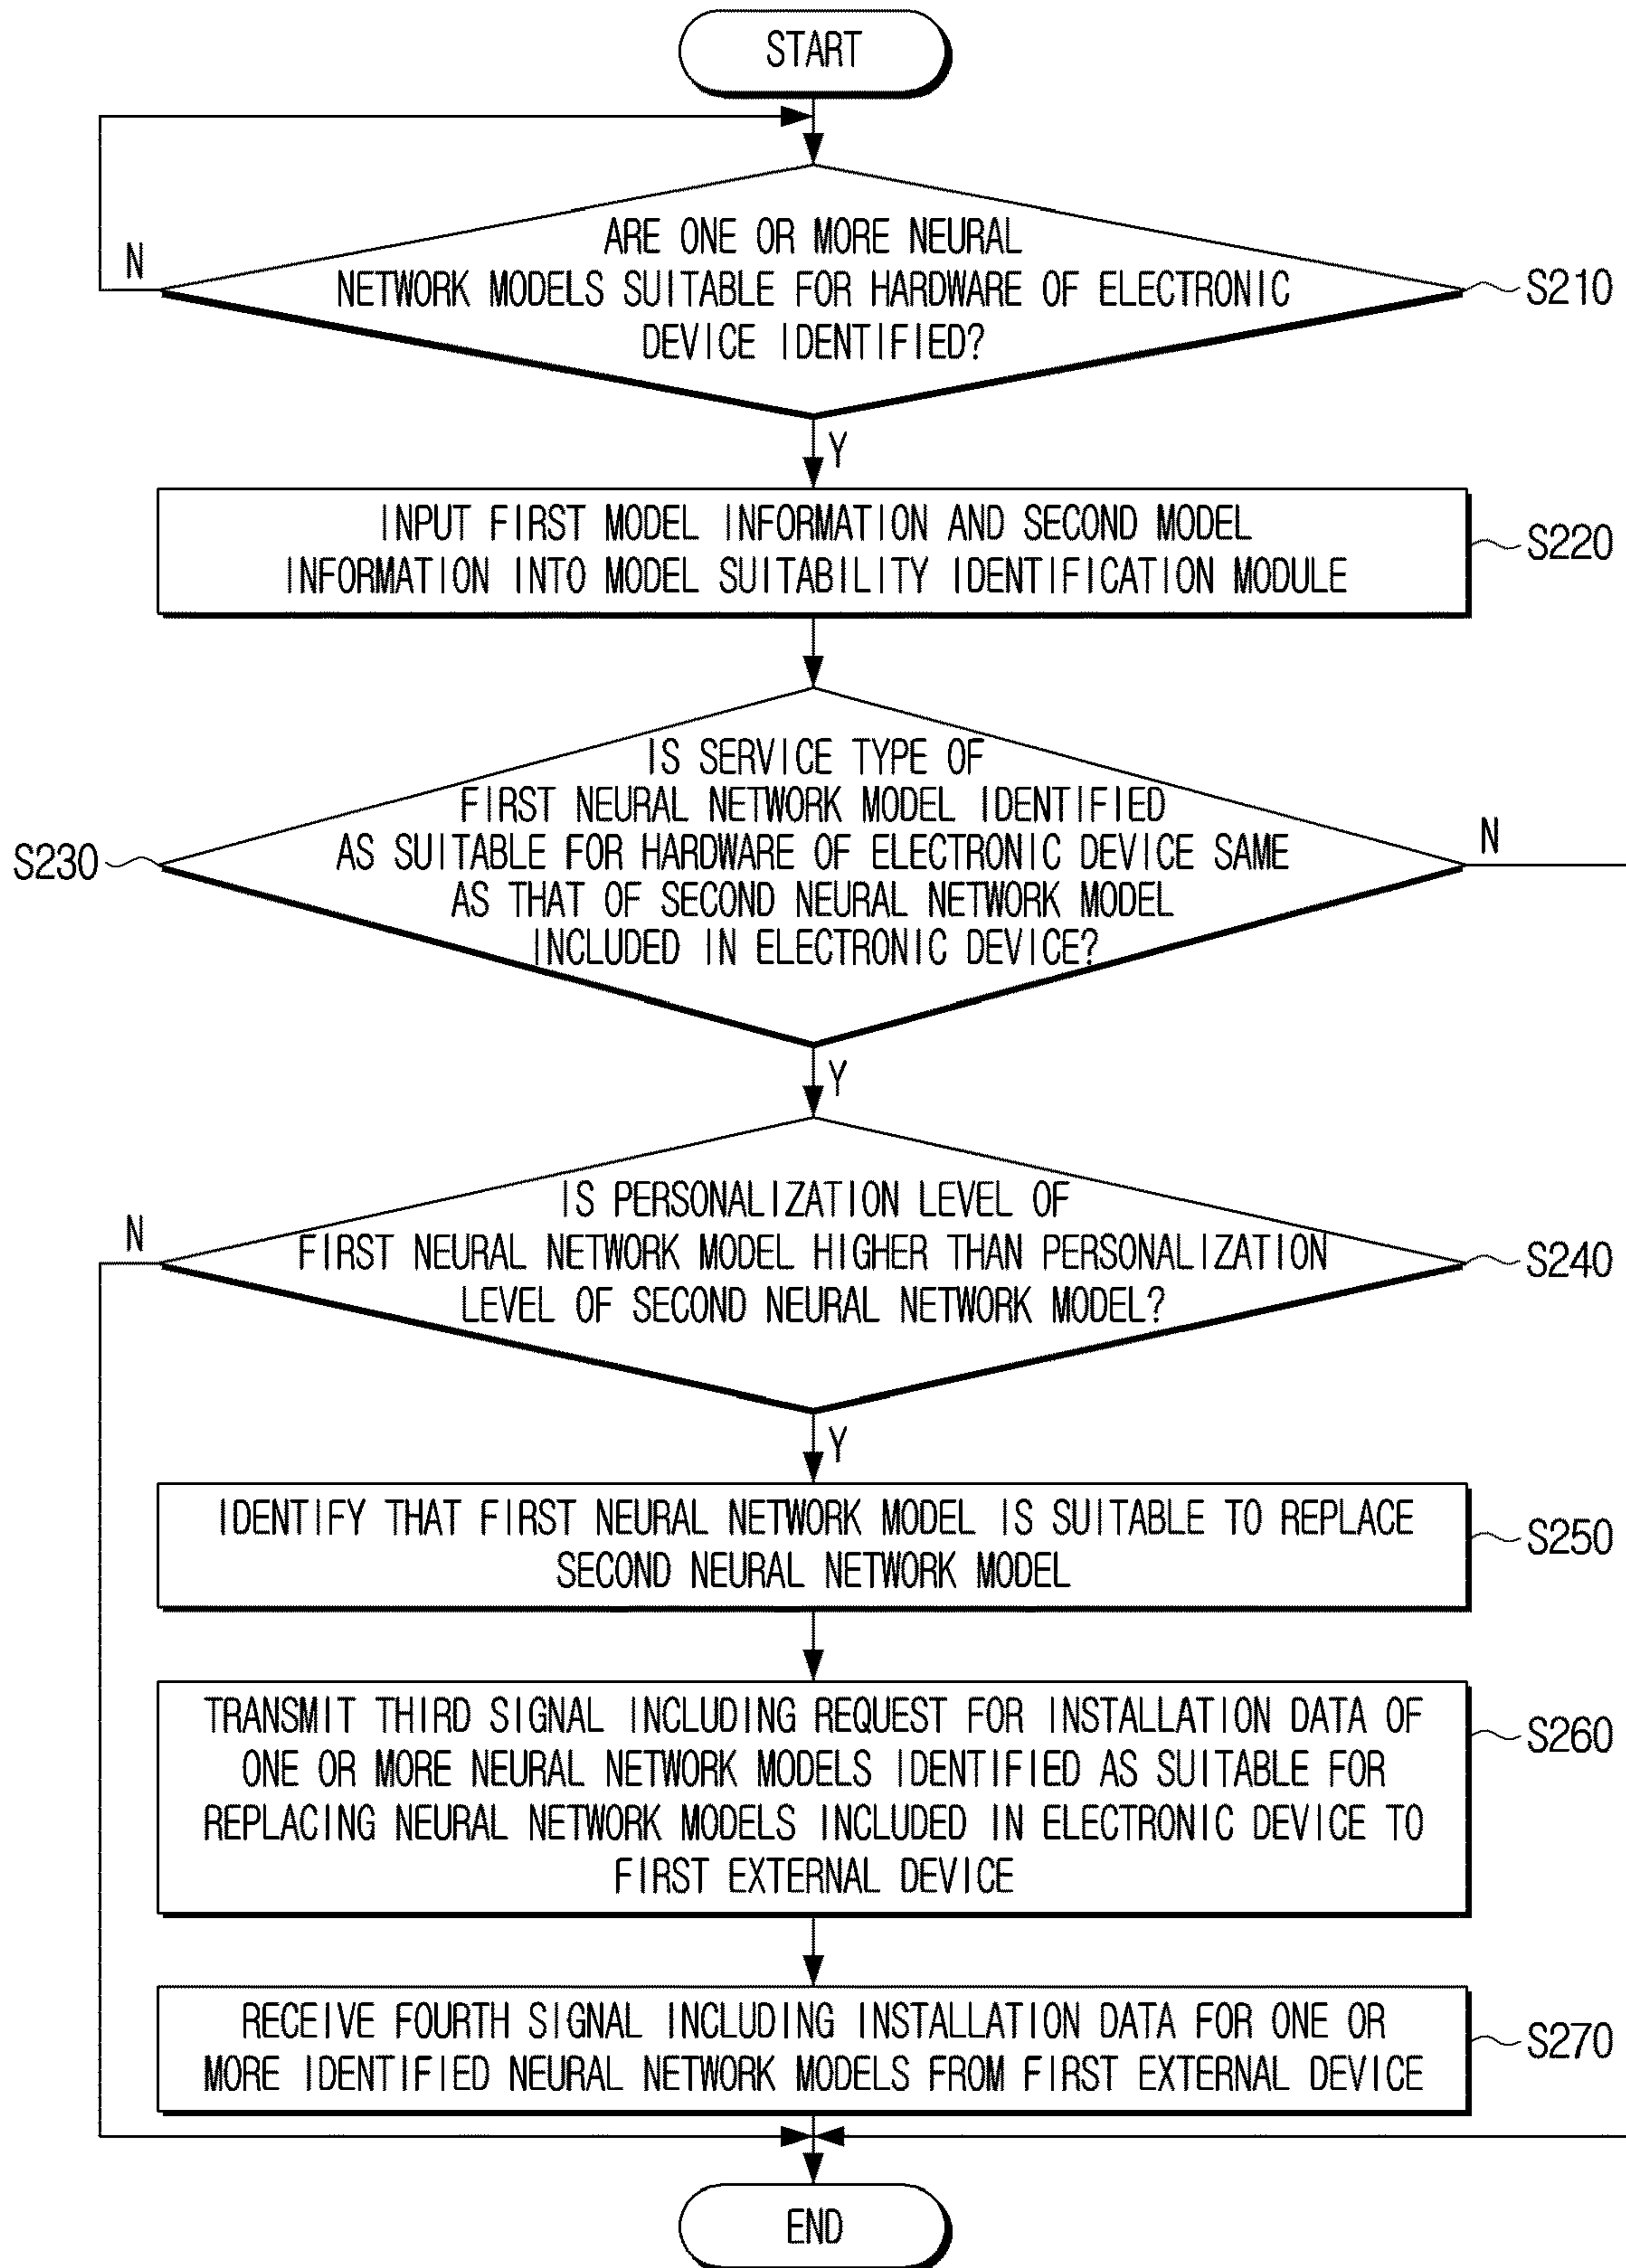 START
ARE ONE OR MORE NEURAL
NETWORK MODELS SUITABLE FOR HARDWARE OF ELECTRONIC
DEVICE IDENTIFIED?
N
S210
Y
INPUT FIRST MODEL INFORMATION AND SECOND MODEL
INFORMATION INTO MODEL SUITABILITY IDENTIFICATION MODULE
S220
IS SERVICE TYPE OF
FIRST NEURAL NETWORK MODEL IDENTIFIED
AS SUITABLE FOR HARDWARE OF ELECTRONIC DEVICE SAME
AS THAT OF SECOND NEURAL NETWORK MODEL
INCLUDED IN ELECTRONIC DEVICE?
N
S230
Y
IS PERSONALIZATION LEVEL OF
FIRST NEURAL NETWORK MODEL HIGHER THAN PERSONALIZATION
LEVEL OF SECOND NEURAL NETWORK MODEL?
N
S240
Y
IDENTIFY THAT FIRST NEURAL NETWORK MODEL IS SUITABLE TO REPLACE
SECOND NEURAL NETWORK MODEL
S250
TRANSMIT THIRD SIGNAL INCLUDING REQUEST FOR INSTALLATION DATA OF
ONE OR MORE NEURAL NETWORK MODELS IDENTIFIED AS SUITABLE FOR
REPLACING NEURAL NETWORK MODELS INCLUDED IN ELECTRONIC DEVICE TO
FIRST EXTERNAL DEVICE
S260
RECEIVE FOURTH SIGNAL INCLUDING INSTALLATION DATA FOR ONE OR
MORE IDENTIFIED NEURAL NETWORK MODELS FROM FIRST EXTERNAL DEVICE
S270
END